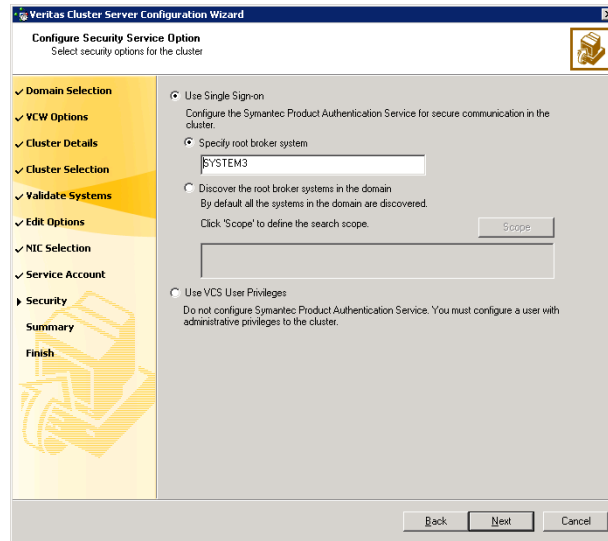 Veritas Cluster Server Configuration Wizard
Configure Security Service Option
Select security options for the cluster
Domain Selection
VCW Options
Cluster Details
Cluster Selection
Validate Systems
Edit Options
NIC Selection
Service Account
Security
Summary
Finish
Use Single Sign-on
Configure the Symantec Product Authentication Service for secure communication in the
cluster.
Specify root broker system
SYSTEM3
Discover the root broker systems in the domain
By default all the systems in the domain are discovered.
Click 'Scope' to define the search scope.
Scope
Use VCS User Privileges
Do not configure Symantec Product Authentication Service. You must configure a user with
administrative privileges to the cluster.
Back
Next
Cancel